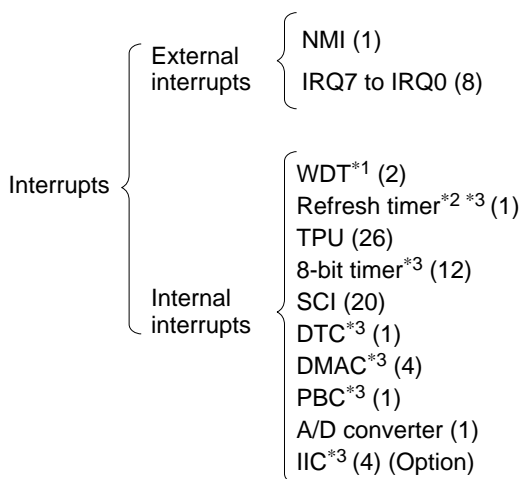 Interrupts
External
interrupts
NMI (1)
IRQ7 to IRQ0 (8)
Internal
interrupts
WDT*1 (2)
Refresh timer*2 *3 (1)
TPU (26)
8-bit timer*3 (12)
SCI (20)
DTC*3 (1)
DMAC*3 (4)
PBC*3 (1)
A/D converter (1)
IIC*3 (4) (Option)